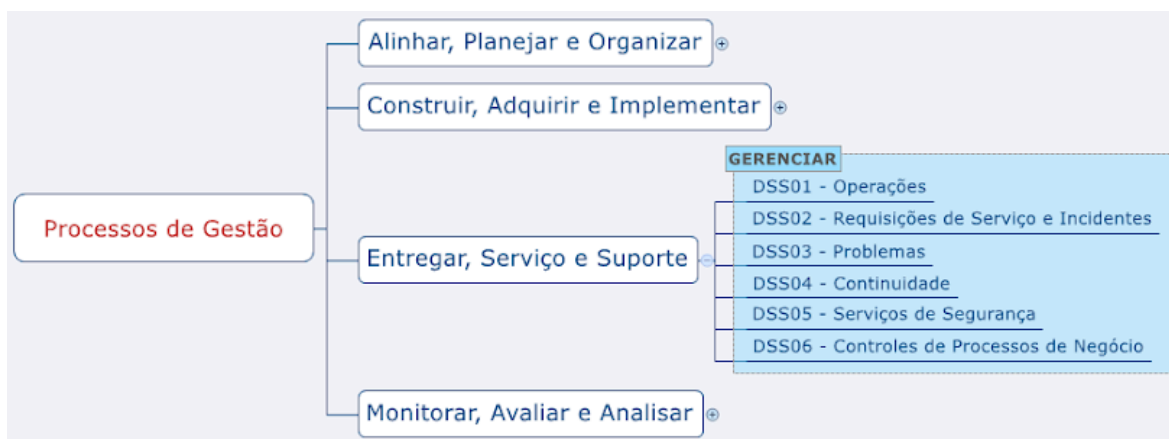 Alinhar, Planejar e Organizar
Construir, Adquirir e Implementar
GERENCIAR
DSS01 - Operações
DSS02 - Requisições de Serviço e Incidentes
Processos de Gestão
Entregar, Serviço e Suporte
DSS03 - Problemas
DSS04 - Continuidade
DSS05 - Serviços de Segurança
DSS06 - Controles de Processos de Negócio
Monitorar, Avaliar e Analisar